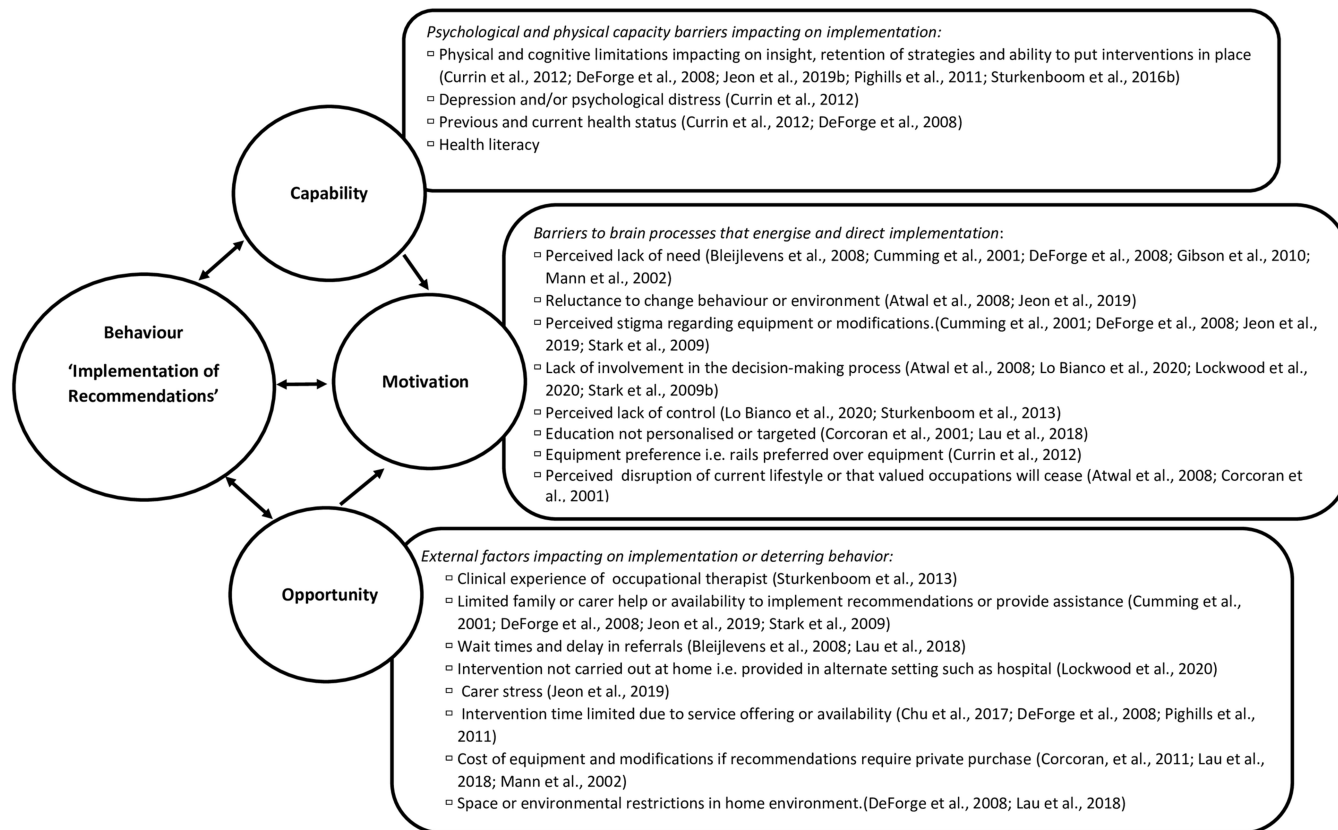 Psychological and physical capacity barriers impacting on implementation:
▫ Physical and cognitive limitations impacting on insight, retention of strategies and ability to put interventions in place
(Currin et al., 2012; DeForge et al., 2008; Jeon et al., 2019b; Pighills et al., 2011; Sturkenboom et al., 2016b)
▫ Depression and/or psychological distress (Currin et al., 2012)
▫ Previous and current health status (Currin et al., 2012; DeForge et al., 2008)
▫ Health literacy
Capability
Barriers to brain processes that energise and direct implementation:
▫ Perceived lack of need (Bleijlevens et al., 2008; Cumming et al., 2001; DeForge et al., 2008; Gibson et al., 2010;
Mann et al., 2002)
▫ Reluctance to change behaviour or environment (Atwal et al., 2008; Jeon et al., 2019)
▫ Perceived stigma regarding equipment or modifications.(Cumming et al., 2001; DeForge et al., 2008; Jeon et al.,
2019; Stark et al., 2009)
▫ Lack of involvement in the decision-making process (Atwal et al., 2008; Lo Bianco et al., 2020; Lockwood et al.,
2020; Stark et al., 2009b)
▫ Perceived lack of control (Lo Bianco et al., 2020; Sturkenboom et al., 2013)
▫ Education not personalised or targeted (Corcoran et al., 2001; Lau et al., 2018)
▫ Equipment preference i.e. rails preferred over equipment (Currin et al., 2012)
▫ Perceived disruption of current lifestyle or that valued occupations will cease (Atwal et al., 2008; Corcoran et
al., 2001)
Behaviour
‘Implementation of
Recommendations’
Motivation
External factors impacting on implementation or deterring behavior:
▫ Clinical experience of occupational therapist (Sturkenboom et al., 2013)
▫ Limited family or carer help or availability to implement recommendations or provide assistance (Cumming et al.,
2001; DeForge et al., 2008; Jeon et al., 2019; Stark et al., 2009)
▫ Wait times and delay in referrals (Bleijlevens et al., 2008; Lau et al., 2018)
▫ Intervention not carried out at home i.e. provided in alternate setting such as hospital (Lockwood et al., 2020)
▫ Carer stress (Jeon et al., 2019)
▫ Intervention time limited due to service offering or availability (Chu et al., 2017; DeForge et al., 2008; Pighills et al.,
2011)
▫ Cost of equipment and modifications if recommendations require private purchase (Corcoran, et al., 2011; Lau et al.,
2018; Mann et al., 2002)
▫ Space or environmental restrictions in home environment.(DeForge et al., 2008; Lau et al., 2018)
Opportunity